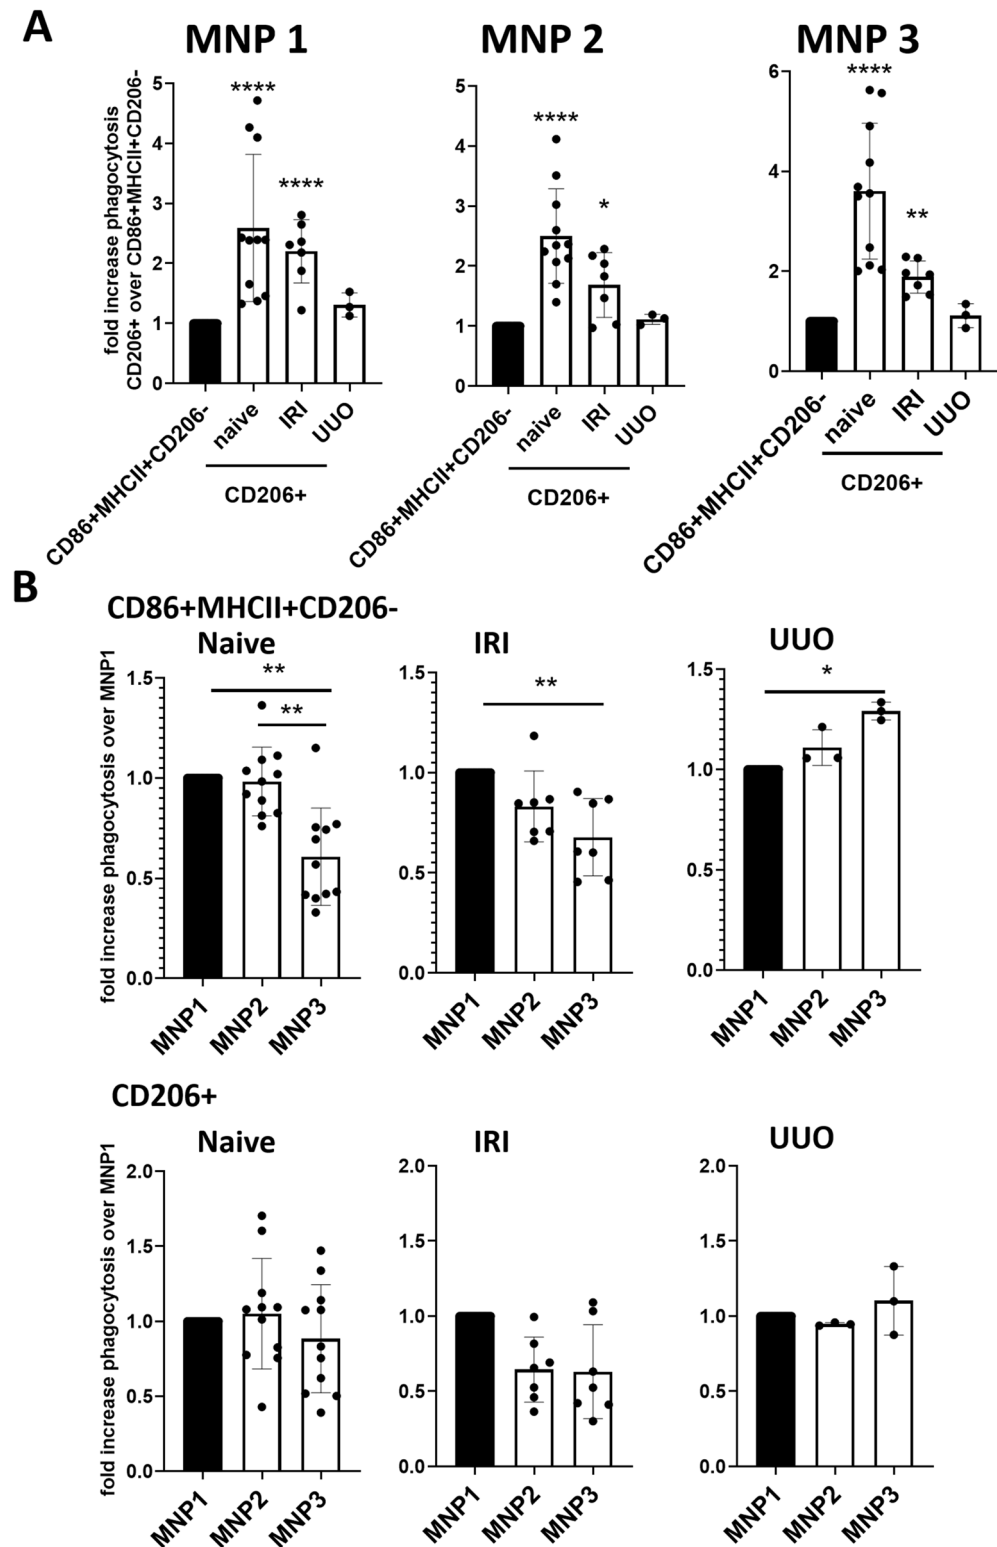 A
MNP 1
MNP 2
MNP 3
fold increase phagocytosis
CD206+ over CD86+MHCII+CD206-
5
4
3
2
1
0
****
****
CD86+MHCII+CD206-
naive
IRI
UUO
CD206+
5
4
3
2
1
0
****
*
CD86+MHCII+CD206-
naive
IRI
UUO
CD206+
6
4
2
0
****
**
CD86+MHCII+CD206-
naive
IRI
UUO
CD206+
B
CD86+MHCII+CD206-
Naive
IRI
UUO
fold increase phagocytosis over MNP1
1.5
1.0
0.5
0.0
**
**
MNP1
MNP2
MNP3
1.5
1.0
0.5
0.0
**
MNP1
MNP2
MNP3
1.5
1.0
0.5
0.0
*
MNP1
MNP2
MNP3
CD206+
Naive
IRI
UUO
fold increase phagocytosis over MNP1
2.0
1.5
1.0
0.5
0.0
MNP1
MNP2
MNP3
2.0
1.5
1.0
0.5
0.0
MNP1
MNP2
MNP3
2.0
1.5
1.0
0.5
0.0
MNP1
MNP2
MNP3